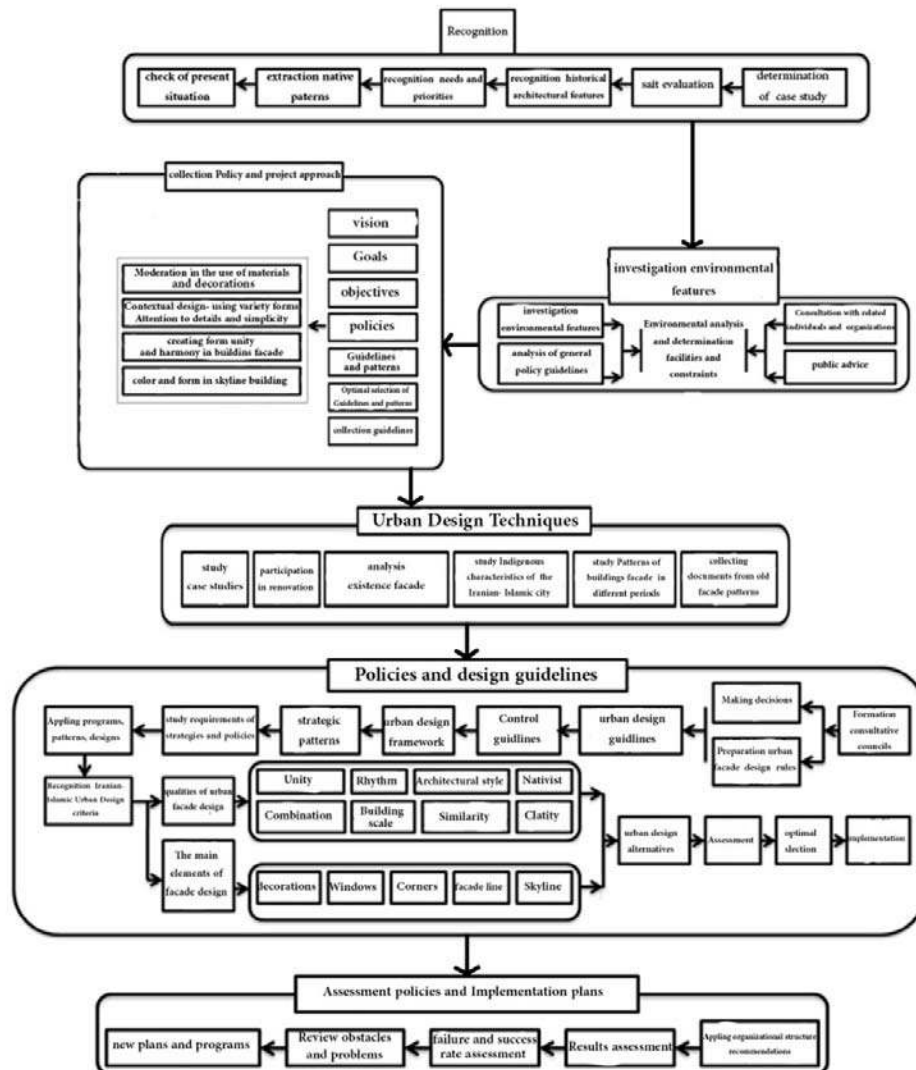 Recognition
check of present
situation
extraction native
paterns
recognition needs and
priorities
recognition historical
architectural features
sait evaluation
determination
of case study
collection Policy and project approach
vision
Goals
objectives
policies
Guidelines
and patterns
Optimal selection of
Guidelines and patterns
collection guidelines
Moderation in the use of materials
and decorations
Contextual design- using variety forms
Attention to details and simplicity
creating form unity
and harmony in buildins facade
color and form in skyline building
investigation environmental
features
investigation
environmental features
analysis of general
policy guidelines
Environmental analysis
and determination
facilities and
constraints
Consultation with related
individuals and organizations
public advice
Urban Design Techniques
study
case studies
participation
in renovation
analysis
existence facade
study Indigenous
characteristics of the
Iranian- Islamic city
study Patterns of
buildings facade in
different periods
collecting
documents from old
facade patterns
Policies and design guidelines
Appling programs,
patterns, designs
study requirements of
strategies and policies
strategic
patterns
urban design
framework
Control
guidlines
urban design
guidlines
Making decisions
Preparation urban
facade design rules
Formation
consultative
councils
Recognition Iranian-
Islamic Urban Design
criteria
qualities of urban
facade design
The main
elements of
facade design
Unity
Rhythm
Architectural style
Nativist
Combination
Building
scale
Similarity
Clatity
decorations
Windows
Corners
facade line
Skyline
urban design
alternatives
Assessment
optimal
slection
implementation
Assessment policies and Implementation plans
new plans and programs
Review obstacles
and problems
failure and success
rate assessment
Results assessment
Appling organizational structure
recommendations